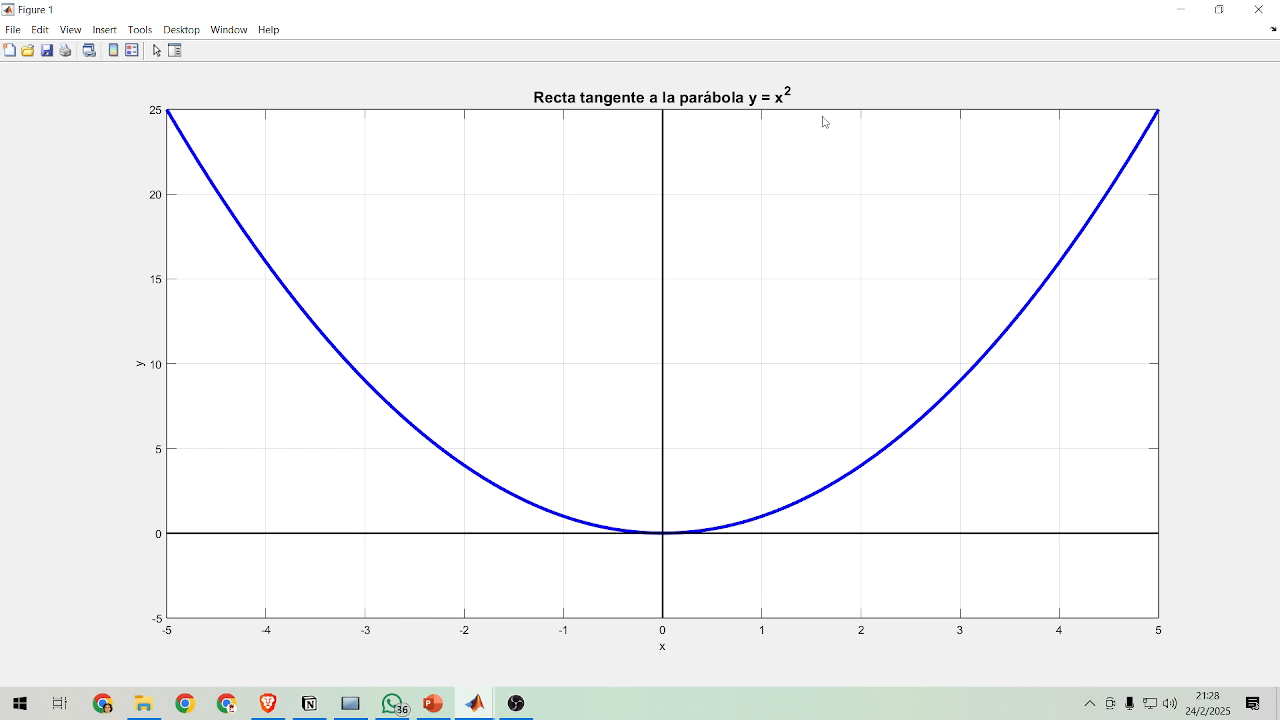 Figure 1
File Edit View Insert Tools Desktop Window Help
Recta tangente a la parábola y = x²
25
20
15
10
5
0
-5
y
-5 -4 -3 -2 -1 0 1 2 3 4 5
x
36
21:28
24/2/2025